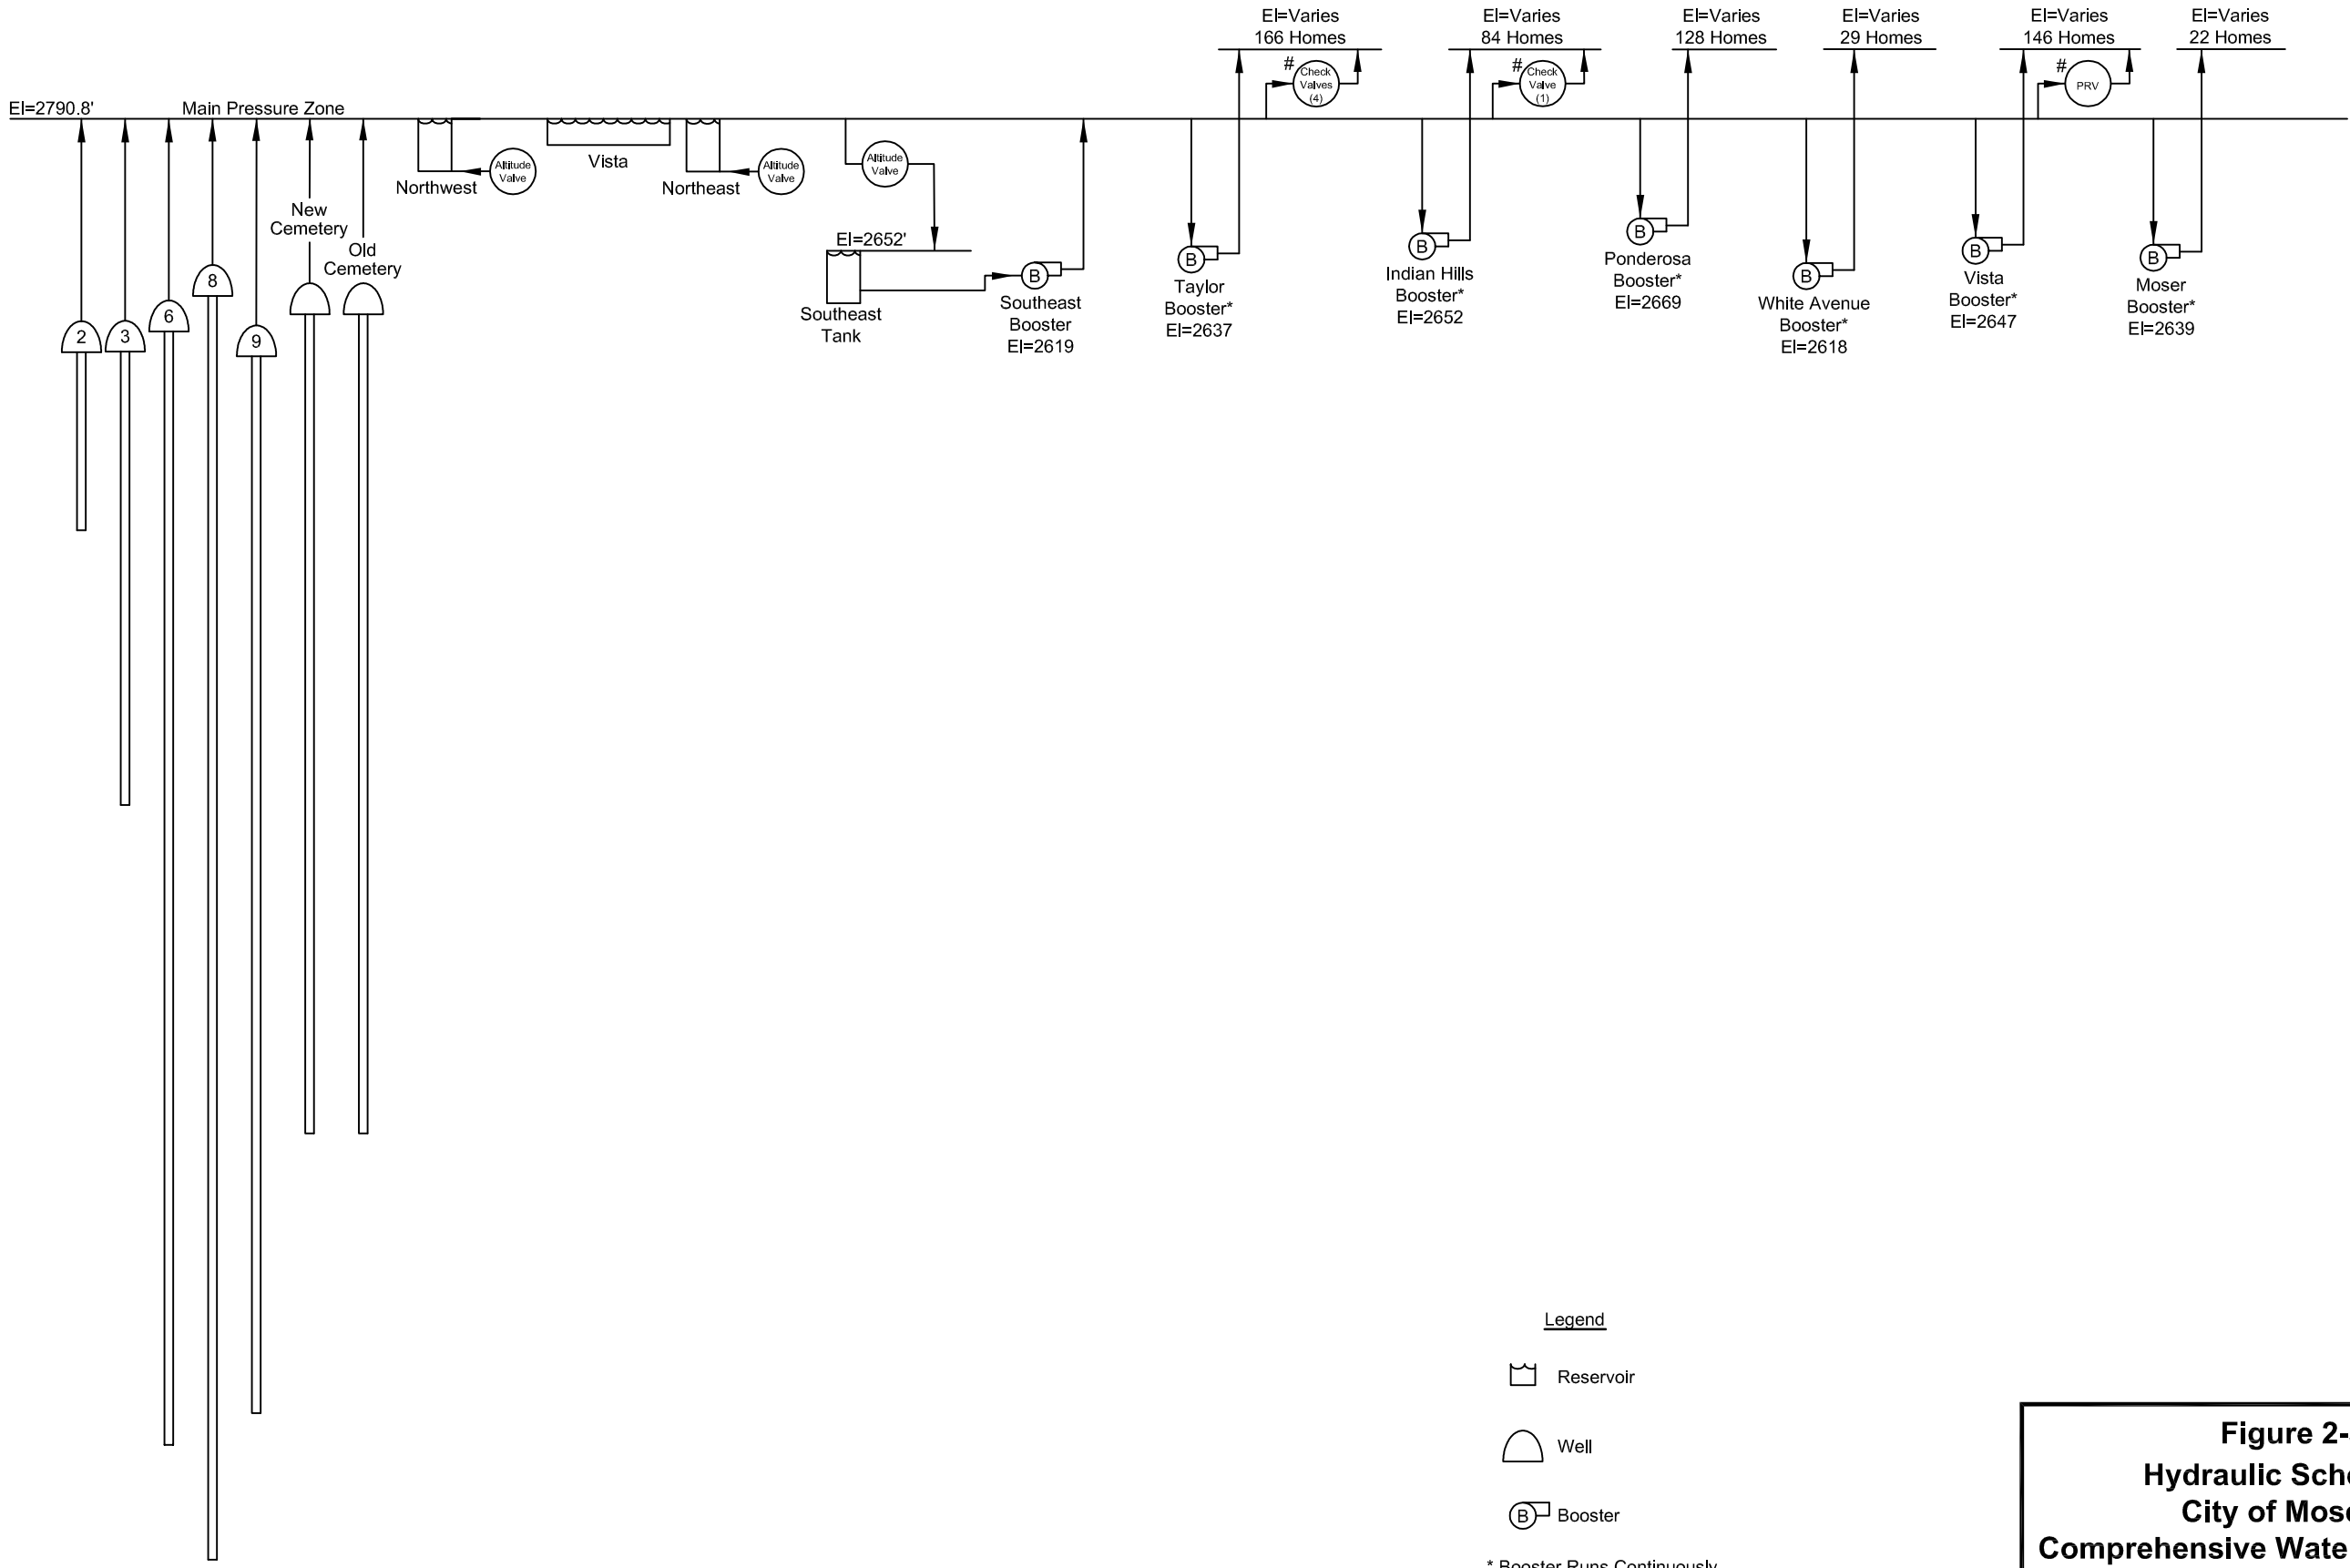 El=Varies
166 Homes
El=Varies
84 Homes
El=Varies
128 Homes
El=Varies
29 Homes
El=Varies
146 Homes
El=Varies
22 Homes
#
Check
Valves
(4)
#
Check
Valve
(1)
#
PRV
El=2790.8'
Main Pressure Zone
Northwest
Altitude
Valve
Vista
Northeast
Altitude
Valve
Altitude
Valve
New
Cemetery
Old
Cemetery
2
3
6
8
9
El=2652'
Southeast
Tank
B
Southeast
Booster
El=2619
B
Taylor
Booster*
El=2637
B
Indian Hills
Booster*
El=2652
B
Ponderosa
Booster*
El=2669
B
White Avenue
Booster*
El=2618
B
Vista
Booster*
El=2647
B
Moser
Booster*
El=2639
Legend
Reservoir
Well
B
Booster
* Booster Runs Continuously
Figure 2-
Hydraulic
City of
Comprehensive